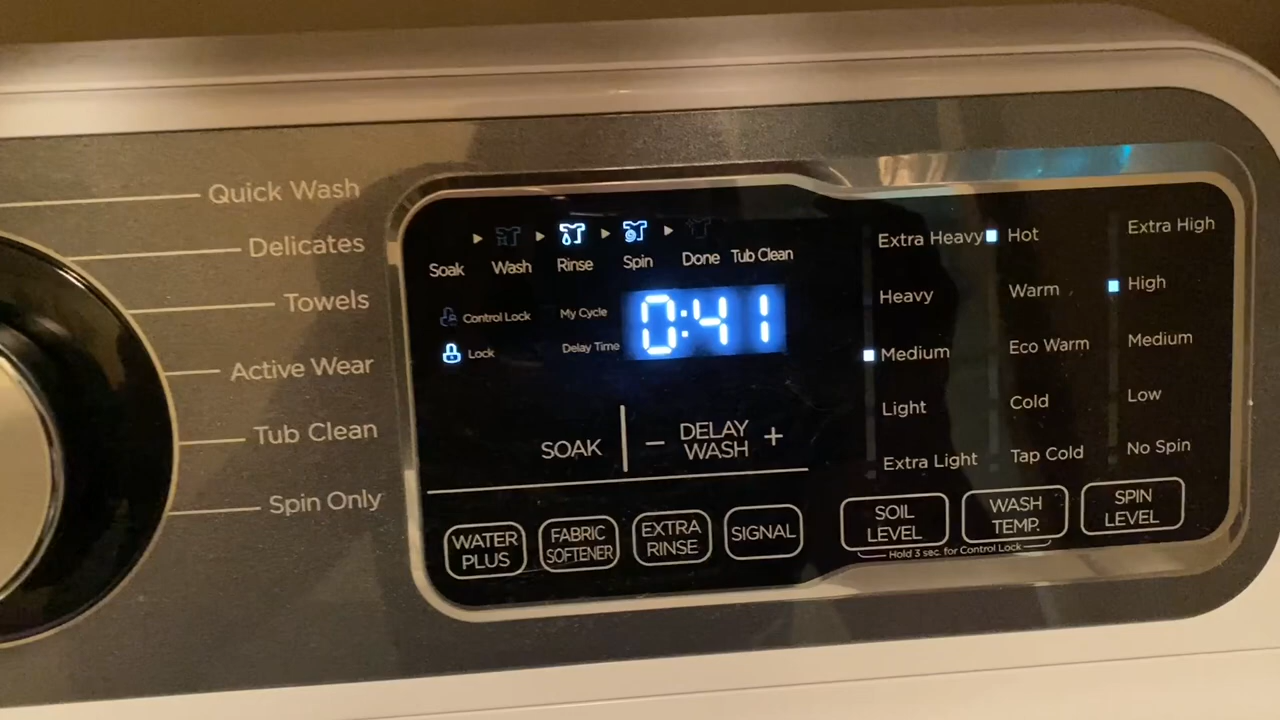 Quick Wash
Delicates
Towels
Active Wear
Tub Clean
Spin Only
Soak Wash Rinse Spin Done Tub Clean
Control Lock My Cycle
Lock Delay Time
0:41
SOAK
- DELAY WASH +
WATER PLUS
FABRIC SOFTENER
EXTRA RINSE
SIGNAL
Extra Heavy
Heavy
Medium
Light
Extra Light
SOIL LEVEL
Hot
Warm
Eco Warm
Cold
Tap Cold
WASH TEMP.
Extra High
High
Medium
Low
No Spin
SPIN LEVEL
Hold 3 sec. for Control Lock